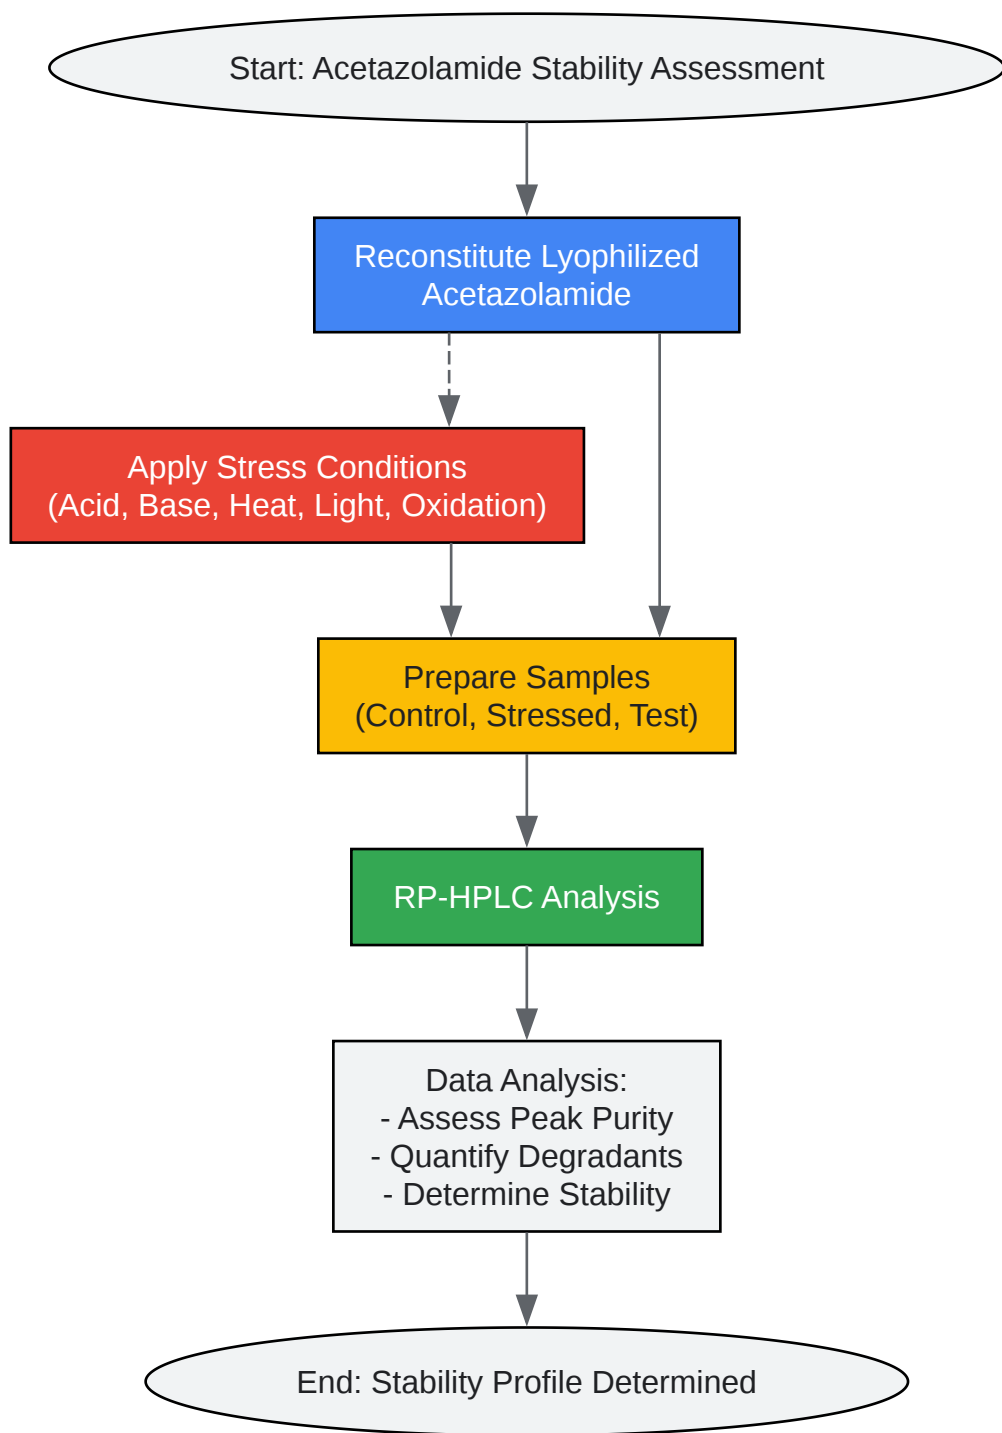 Start: Acetazolamide Stability Assessment
Reconstitute Lyophilized
Acetazolamide
Apply Stress Conditions
(Acid, Base, Heat, Light, Oxidation)
Prepare Samples
(Control, Stressed, Test)
RP-HPLC Analysis
Data Analysis:
- Assess Peak Purity
- Quantify Degradants
- Determine Stability
End: Stability Profile Determined